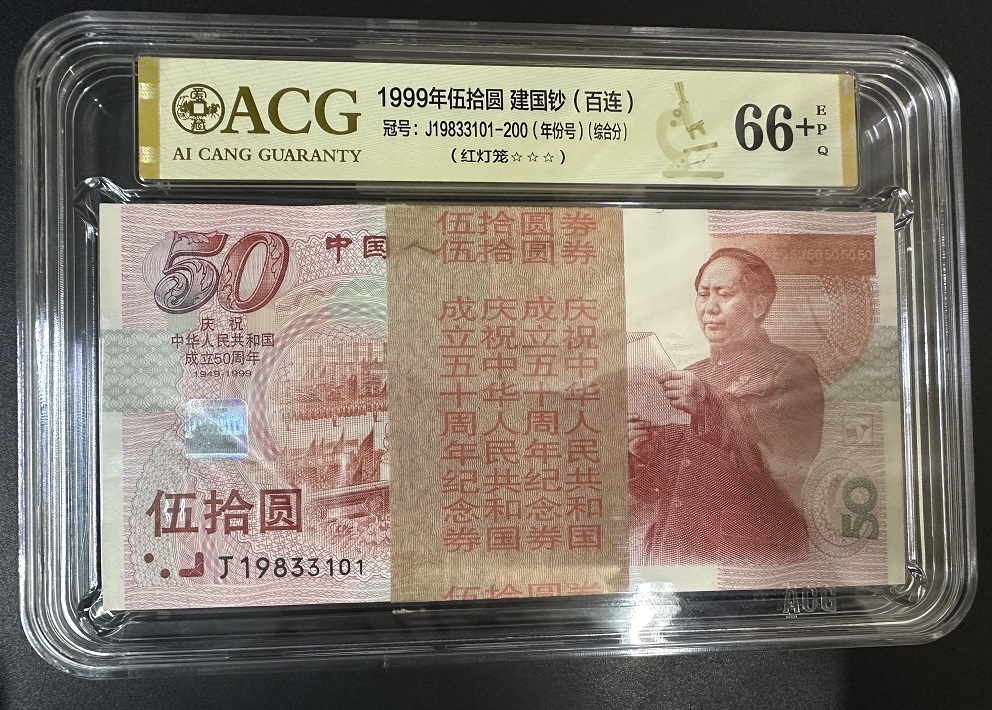 ACG
AI CANG GUARANTY
1999年伍拾圆 建国钞（百连）
冠号：J19833101-200（年份号）(综合分)
（红灯笼☆☆☆）
66+
EPQ
50
中国
庆祝
中华人民共和国
成立50周年
1949-1999
伍拾圆
J19833101
伍拾圆券
伍拾圆券
成庆成庆
立祝立祝
五中五中
十华十华
周人周人
年民年民
纪共纪共
念和念和
券国券国
伍拾圆券
50
ACG